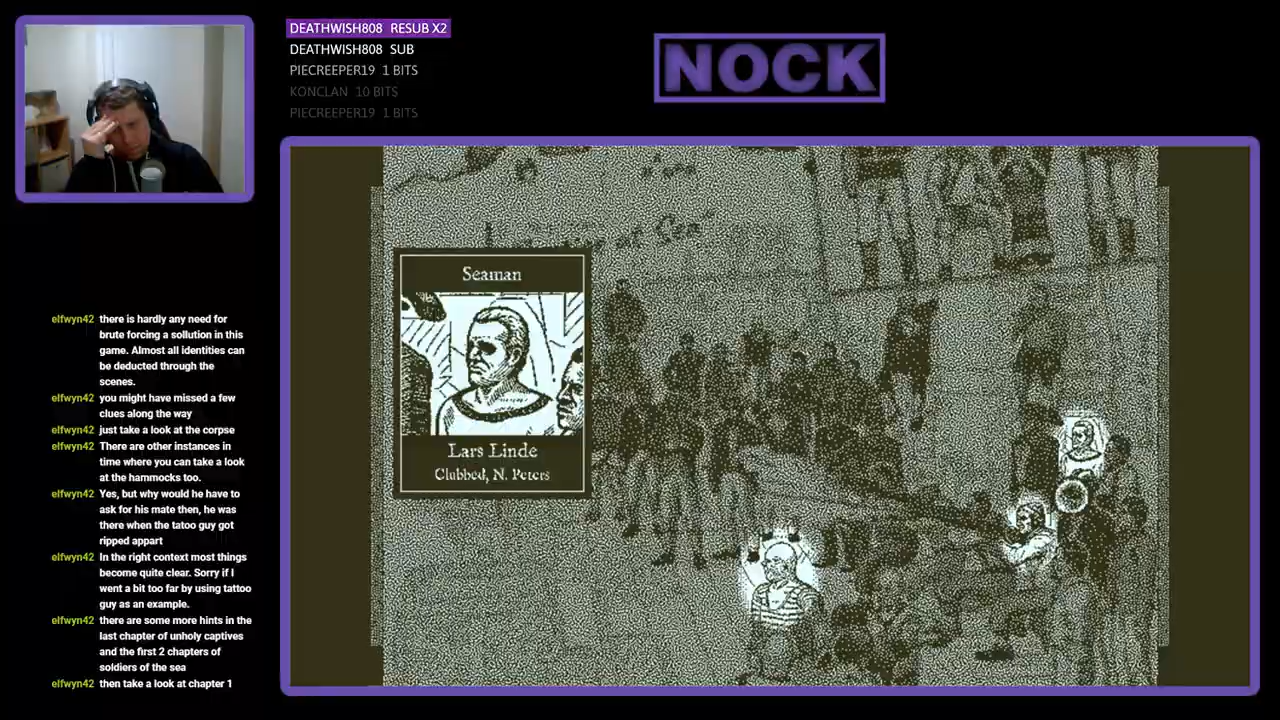 DEATHWISH808 RESUB X2
DEATHWISH808 SUB
PIECREEPER19 1 BITS
KONCLAN 10 BITS
PIECREEPER19 1 BITS
NOCK
at Sea
Seaman
Lars Linde
Clubbed, N. Peters
elfwyn42 there is hardly any need for
brute forcing a sollution in this
game. Almost all identities can
be deducted through the
scenes.
elfwyn42 you might have missed a few
clues along the way
elfwyn42 just take a look at the corpse
elfwyn42 There are other instances in
time where you can take a look
at the hammocks too.
elfwyn42 Yes, but why would he have to
ask for his mate then, he was
there when the tatoo guy got
ripped appart
elfwyn42 In the right context most things
become quite clear. Sorry if I
went a bit too far by using tattoo
guy as an example.
elfwyn42 there are some more hints in the
last chapter of unholy captives
and the first 2 chapters of
soldiers of the sea
elfwyn42 then take a look at chapter 1